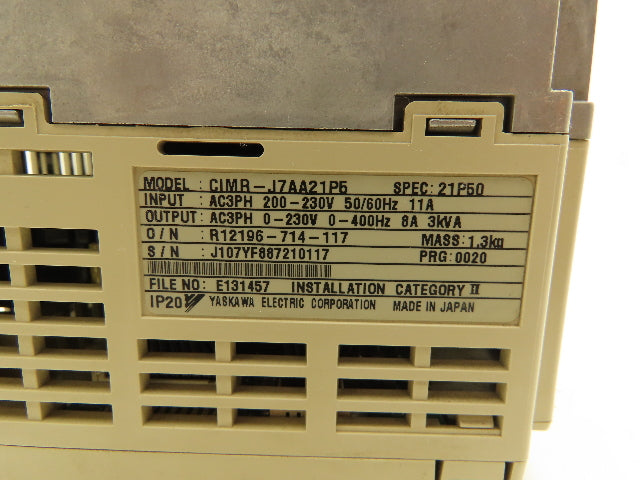 MODEL : CIMR-J7AA21P5 SPEC: 21P50
INPUT : AC3PH 200-230V 50/60Hz 11A
OUTPUT : AC3PH 0-230V 0-400Hz 8A 3kVA
O / N : R12196-714-117 MASS: 1.3kg
S / N : J107YF887210117 PRG: 0020
FILE NO : E131457 INSTALLATION CATEGORY II
IP20 YASKAWA ELECTRIC CORPORATION MADE IN JAPAN